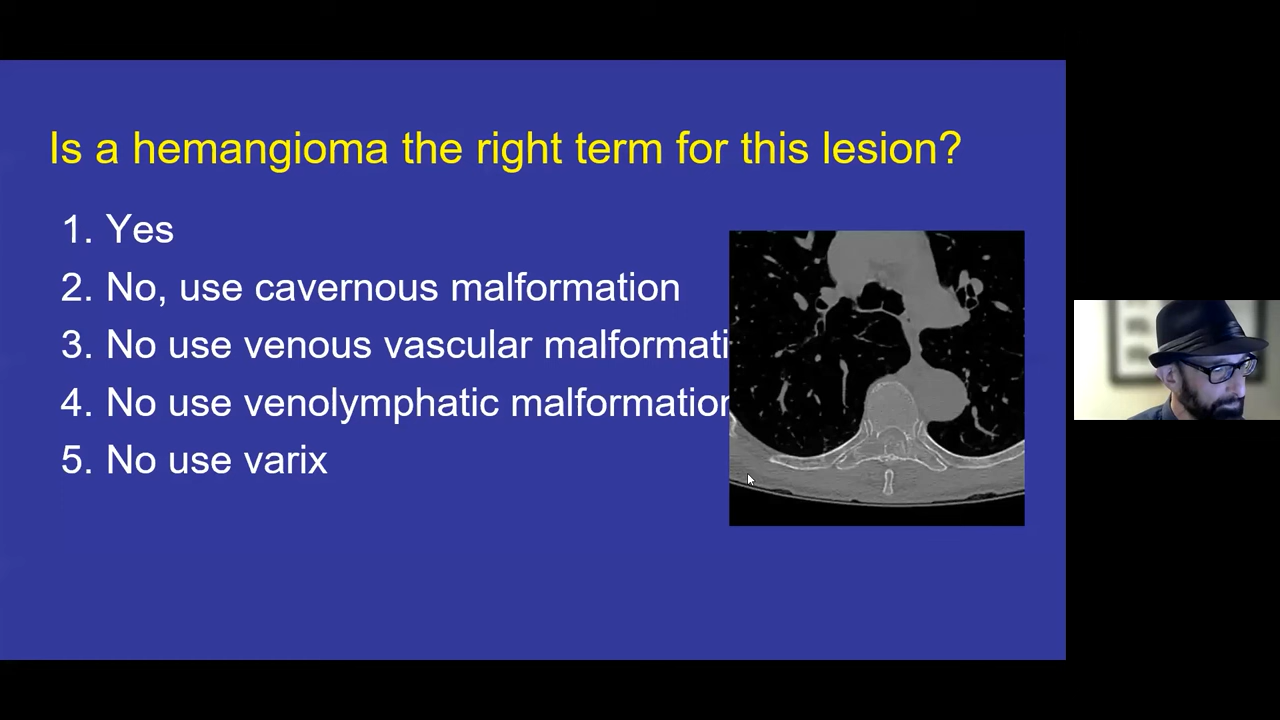 Is a hemangioma the right term for this lesion?
1. Yes
2. No, use cavernous malformation
3. No use venous vascular malformati
4. No use venolymphatic malformation
5. No use varix